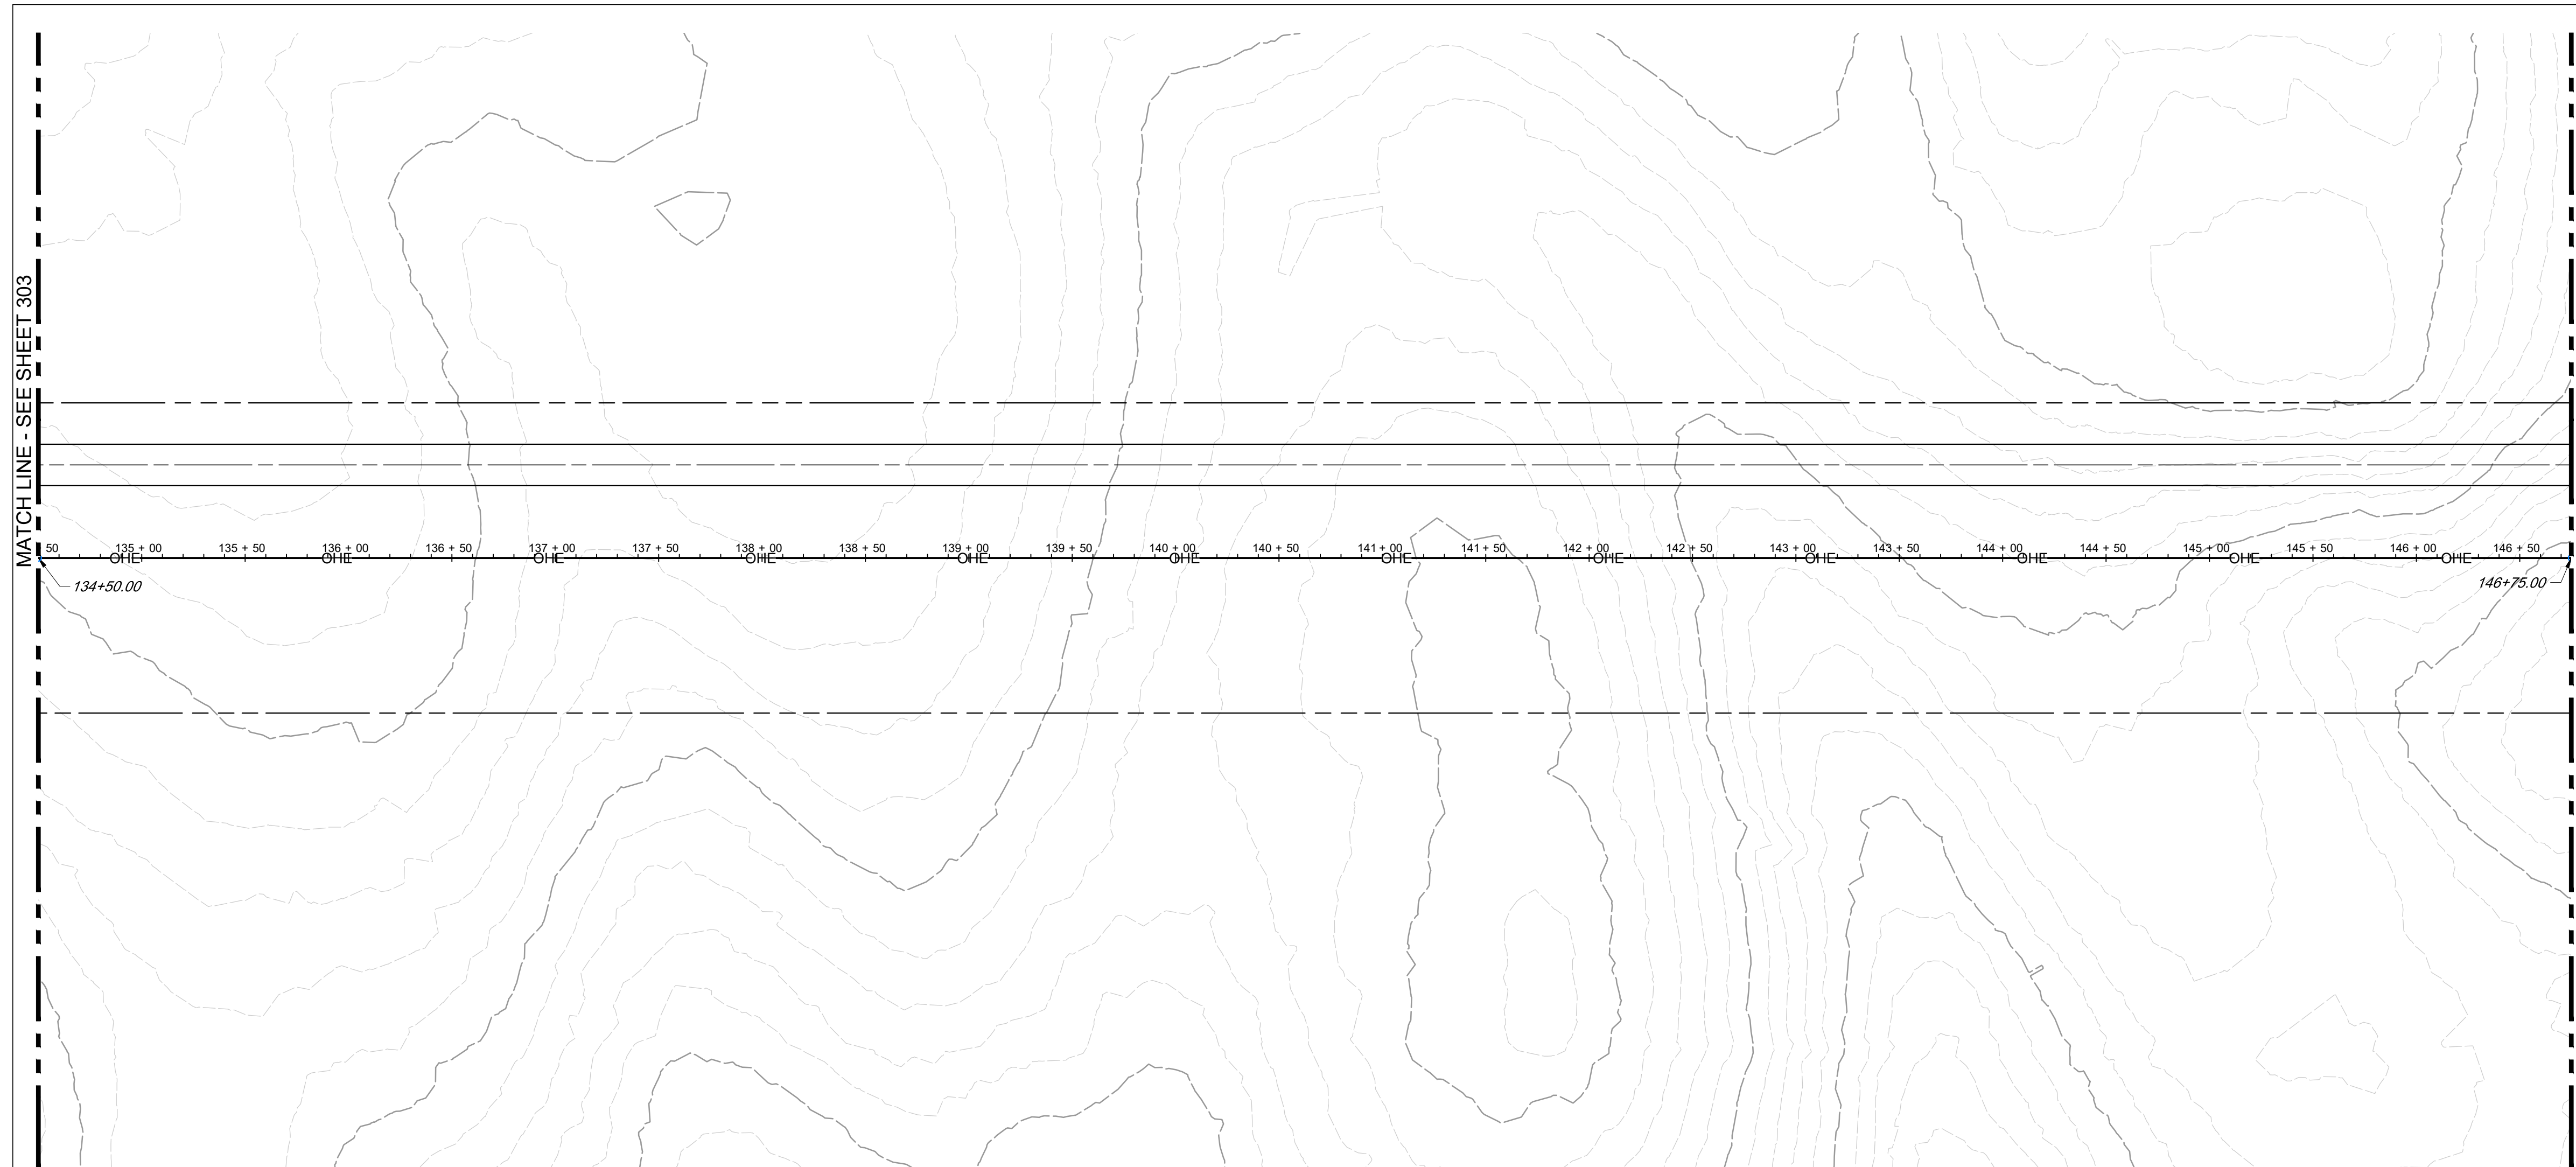 MATCH LINE - SEE SHEET 303
50 135 + 00 135 + 50 136 + 00 136 + 50 137 + 00 137 + 50 138 + 00 138 + 50 139 + 00 139 + 50 140 + 00 140 + 50 141 + 00 141 + 50 142 + 00 142 + 50 143 + 00 143 + 50 144 + 00 144 + 50 145 + 00 145 + 50 146 + 00 146 + 50
OHE OHE OHE OHE OHE OHE OHE OHE OHE OHE OHE OHE
134+50.00
146+75.00